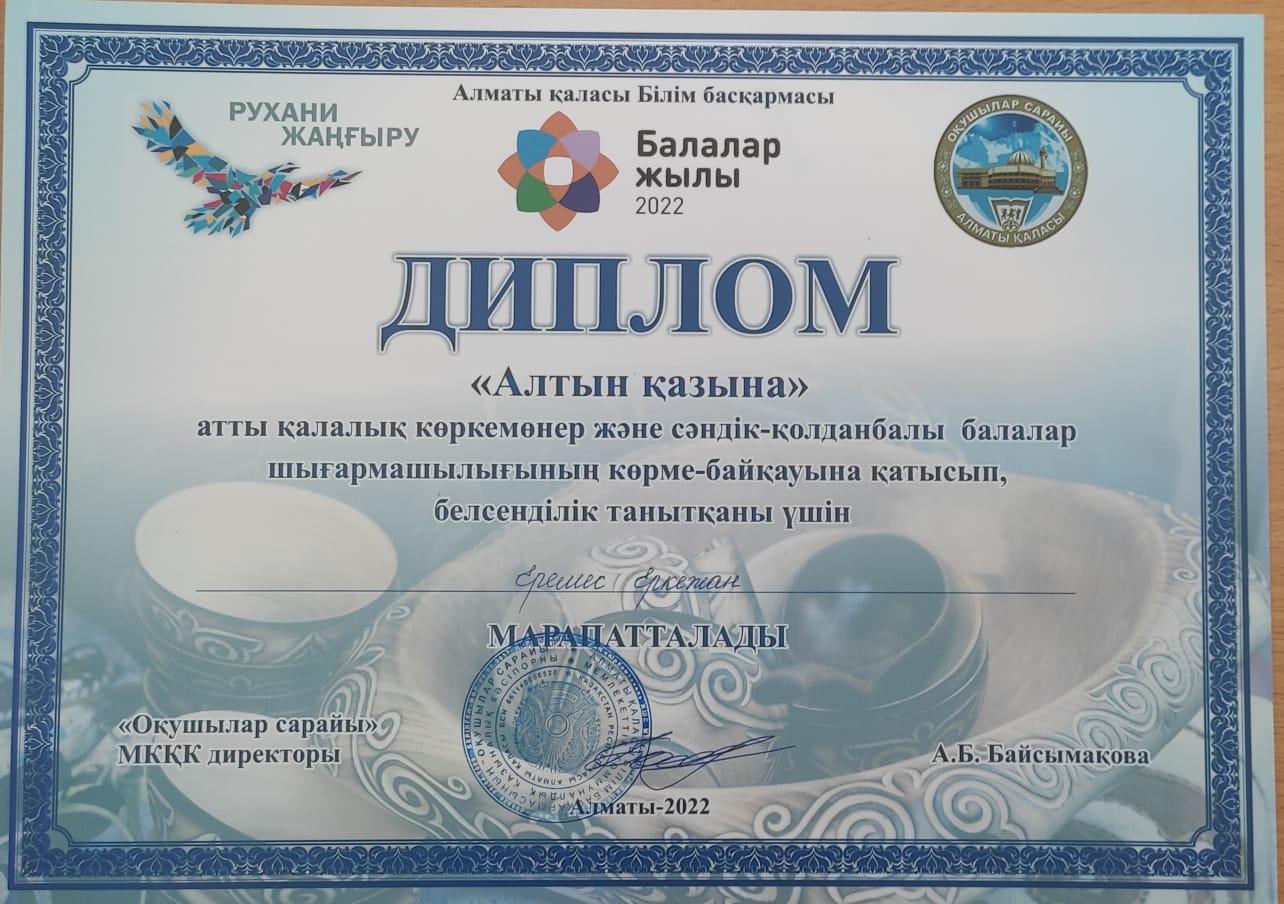 Алматы қаласы Білім басқармасы
РУХАНИ
ЖАҢҒЫРУ
Балалар
жылы
2022
ОҚУШЫЛАР САРАЙЫ
АЛМАТЫ ҚАЛАСЫ
ДИПЛОМ
«Алтын қазына»
атты қалалық көркемөнер және сәндік-қолданбалы балалар
шығармашылығының көрме-байқауына қатысып,
белсенділік танытқаны үшін
Еремес Еркежан
МАРАПАТТАЛАДЫ
«Оқушылар сарайы»
МКҚК директоры
А.Б. Байсымақова
Алматы-2022